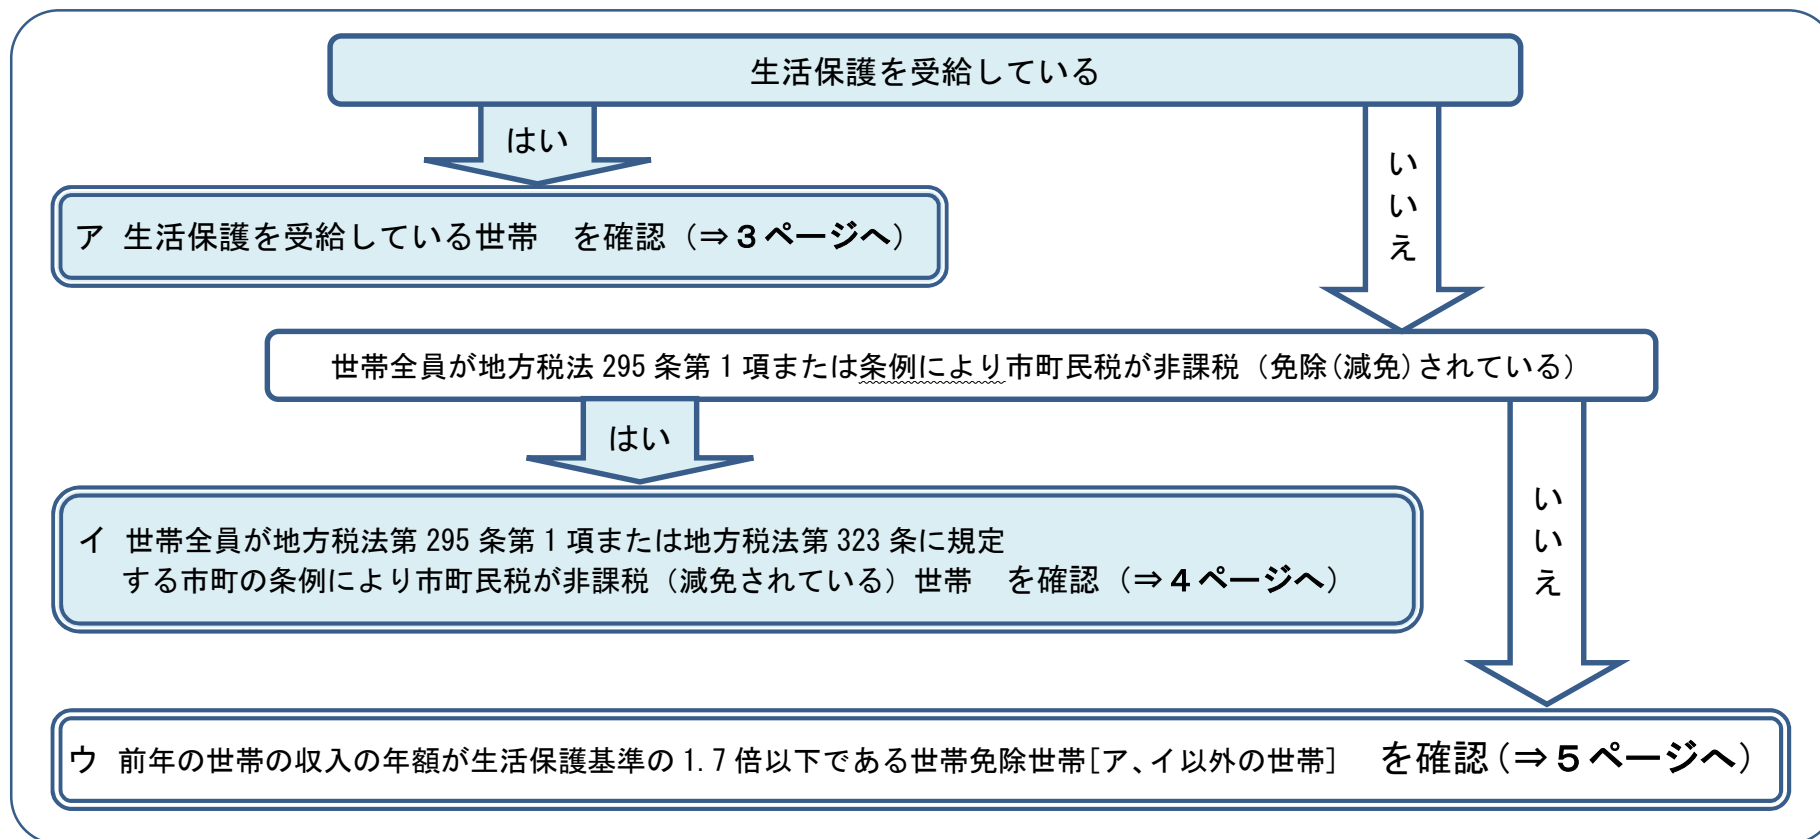 生活保護を受給している
はい
いいえ
ア 生活保護を受給している世帯　を確認（⇒３ページへ）
世帯全員が地方税法 295 条第１項または条例により市町民税が非課税（免除(減免)されている）
はい
いいえ
イ 世帯全員が地方税法第 295 条第１項または地方税法第 323 条に規定
する市町の条例により市町民税が非課税（減免されている）世帯　を確認（⇒４ページへ）
ウ 前年の世帯の収入の年額が生活保護基準の 1.7 倍以下である世帯免除世帯[ア、イ以外の世帯]　を確認(⇒５ページへ)